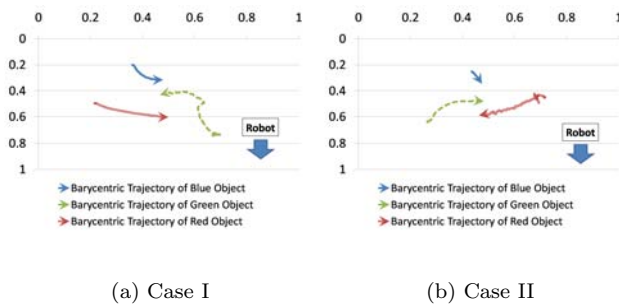 0 0.2 0.4 0.6 0.8 1
0
0.2
0.4
0.6
0.8
1
Robot
Barycentric Trajectory of Blue Object
Barycentric Trajectory of Green Object
Barycentric Trajectory of Red Object
(a) Case I
0 0.2 0.4 0.6 0.8 1
0
0.2
0.4
0.6
0.8
1
Robot
Barycentric Trajectory of Blue Object
Barycentric Trajectory of Green Object
Barycentric Trajectory of Red Object
(b) Case II